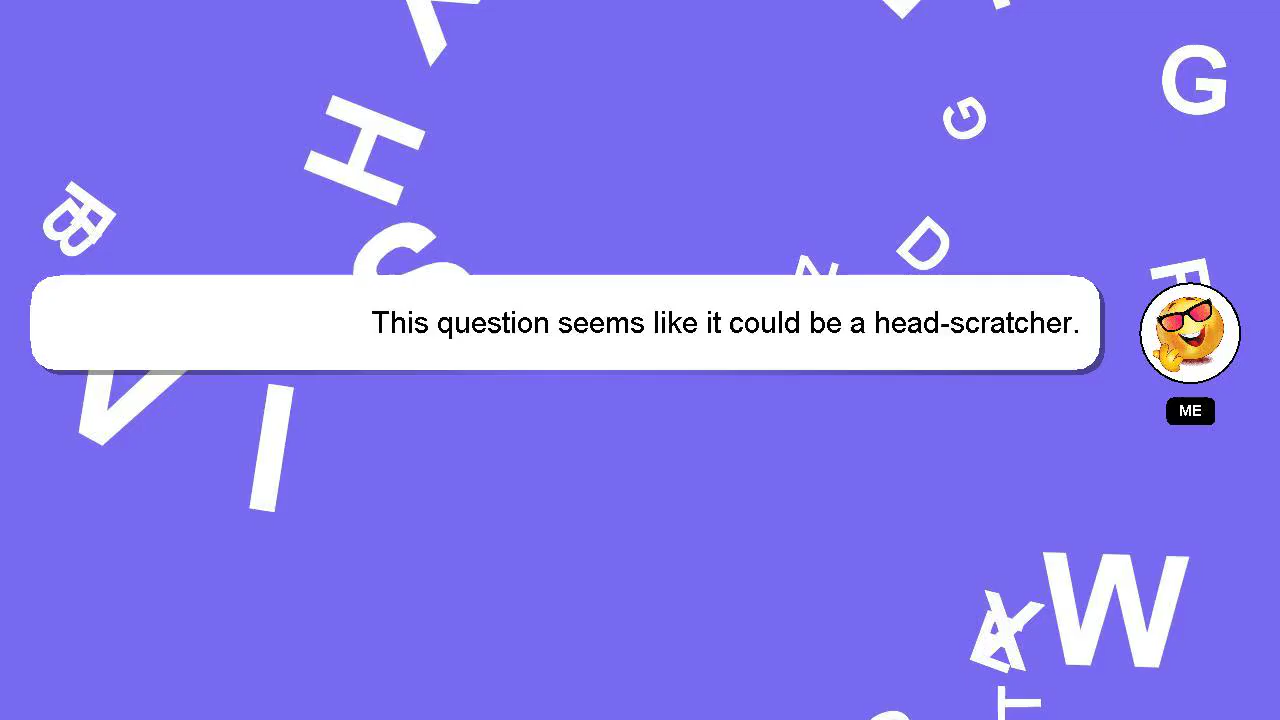 G
H
G
B
R
S
D
Z
F
This question seems like it could be a head-scratcher.
ME
I
W
T